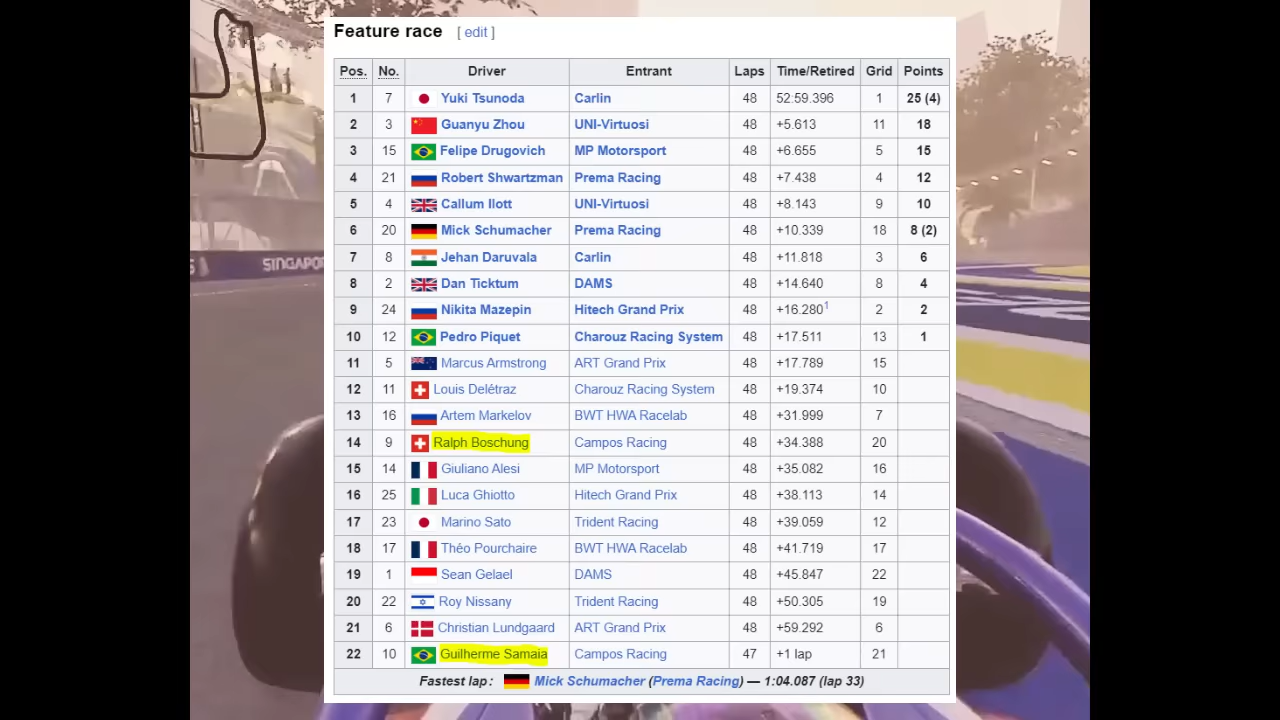 Feature race [ edit ]
Pos. No. Driver Entrant Laps Time/Retired Grid Points
1 7 Yuki Tsunoda Carlin 48 52:59.396 1 25 (4)
2 3 Guanyu Zhou UNI-Virtuosi 48 +5.613 11 18
3 15 Felipe Drugovich MP Motorsport 48 +6.655 5 15
4 21 Robert Shwartzman Prema Racing 48 +7.438 4 12
5 4 Callum Ilott UNI-Virtuosi 48 +8.143 9 10
6 20 Mick Schumacher Prema Racing 48 +10.339 18 8 (2)
7 8 Jehan Daruvala Carlin 48 +11.818 3 6
8 2 Dan Ticktum DAMS 48 +14.640 8 4
9 24 Nikita Mazepin Hitech Grand Prix 48 +16.280¹ 2 2
10 12 Pedro Piquet Charouz Racing System 48 +17.511 13 1
11 5 Marcus Armstrong ART Grand Prix 48 +17.789 15
12 11 Louis Delétraz Charouz Racing System 48 +19.374 10
13 16 Artem Markelov BWT HWA Racelab 48 +31.999 7
14 9 Ralph Boschung Campos Racing 48 +34.388 20
15 14 Giuliano Alesi MP Motorsport 48 +35.082 16
16 25 Luca Ghiotto Hitech Grand Prix 48 +38.113 14
17 23 Marino Sato Trident Racing 48 +39.059 12
18 17 Théo Pourchaire BWT HWA Racelab 48 +41.719 17
19 1 Sean Gelael DAMS 48 +45.847 22
20 22 Roy Nissany Trident Racing 48 +50.305 19
21 6 Christian Lundgaard ART Grand Prix 48 +59.292 6
22 10 Guilherme Samaia Campos Racing 47 +1 lap 21
Fastest lap: Mick Schumacher (Prema Racing) — 1:04.087 (lap 33)